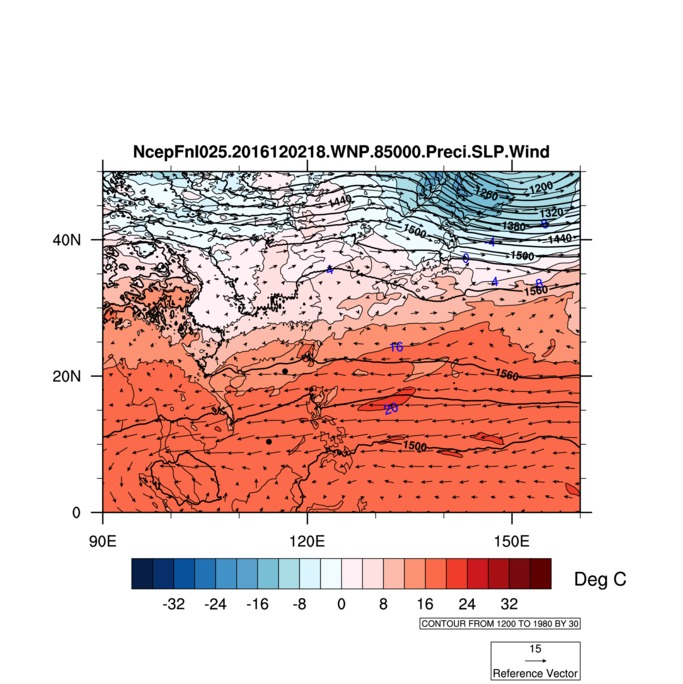 NcepFnl025.2016120218.WNP.85000.Preci.SLP.Wind
1260
1200
1440
1320
8
1380
1500
4
1440
40N
0
1500
4
4
8
1560
16
20N
1560
20
1500
0
90E
120E
150E
Deg C
-32 -24 -16 -8 0 8 16 24 32
CONTOUR FROM 1200 TO 1980 BY 30
15
Reference Vector